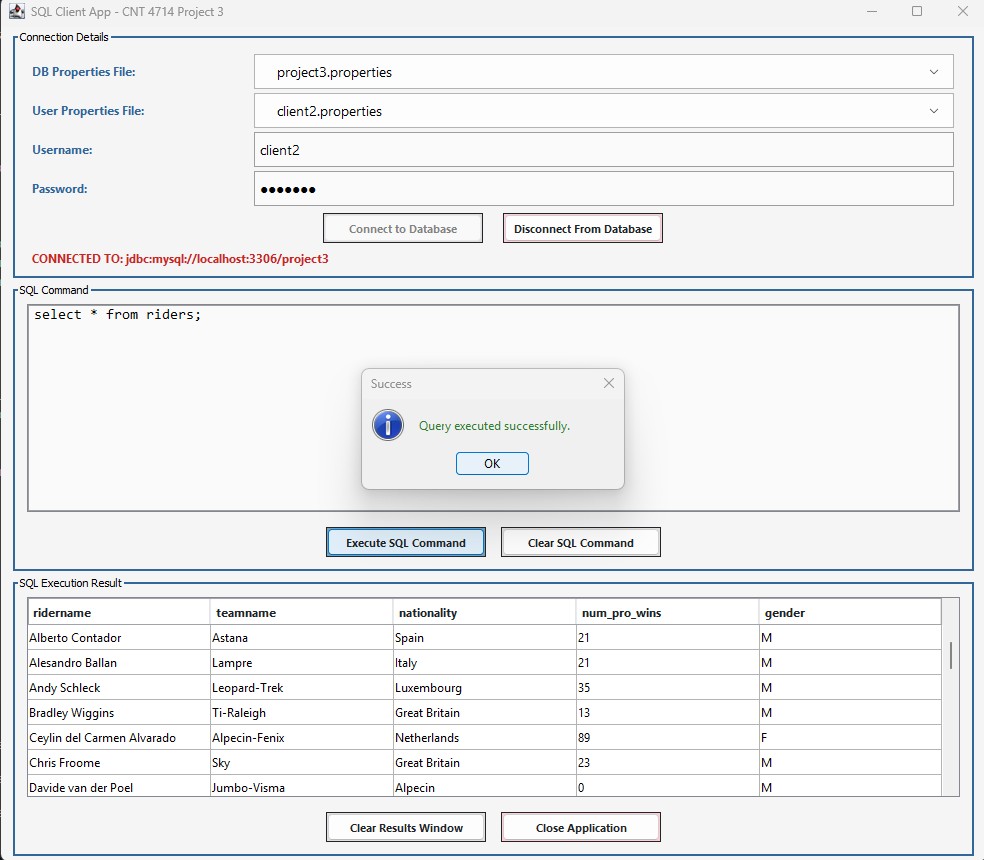 SQL Client App - CNT 4714 Project 3
Connection Details
DB Properties File:
project3.properties
User Properties File:
client2.properties
Username:
client2
Password:
●●●●●●●
Connect to Database
Disconnect From Database
CONNECTED TO: jdbc:mysql://localhost:3306/project3
SQL Command
select * from riders;
Success
Query executed successfully.
OK
Execute SQL Command
Clear SQL Command
SQL Execution Result
ridername teamname nationality num_pro_wins gender
Alberto Contador Astana Spain 21 M
Alesandro Ballan Lampre Italy 21 M
Andy Schleck Leopard-Trek Luxembourg 35 M
Bradley Wiggins Ti-Raleigh Great Britain 13 M
Ceylin del Carmen Alvarado Alpecin-Fenix Netherlands 89 F
Chris Froome Sky Great Britain 23 M
Davide van der Poel Jumbo-Visma Alpecin 0 M
Clear Results Window
Close Application